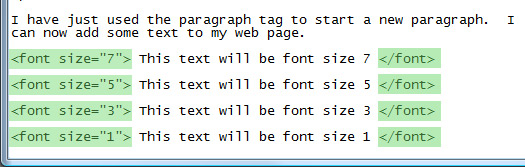 I have just used the paragraph tag to start a new paragraph.  I
can now add some text to my web page.
<font size="7"> This text will be font size 7 </font>
<font size="5"> This text will be font size 5 </font>
<font size="3"> This text will be font size 3 </font>
<font size="1"> This text will be font size 1 </font>